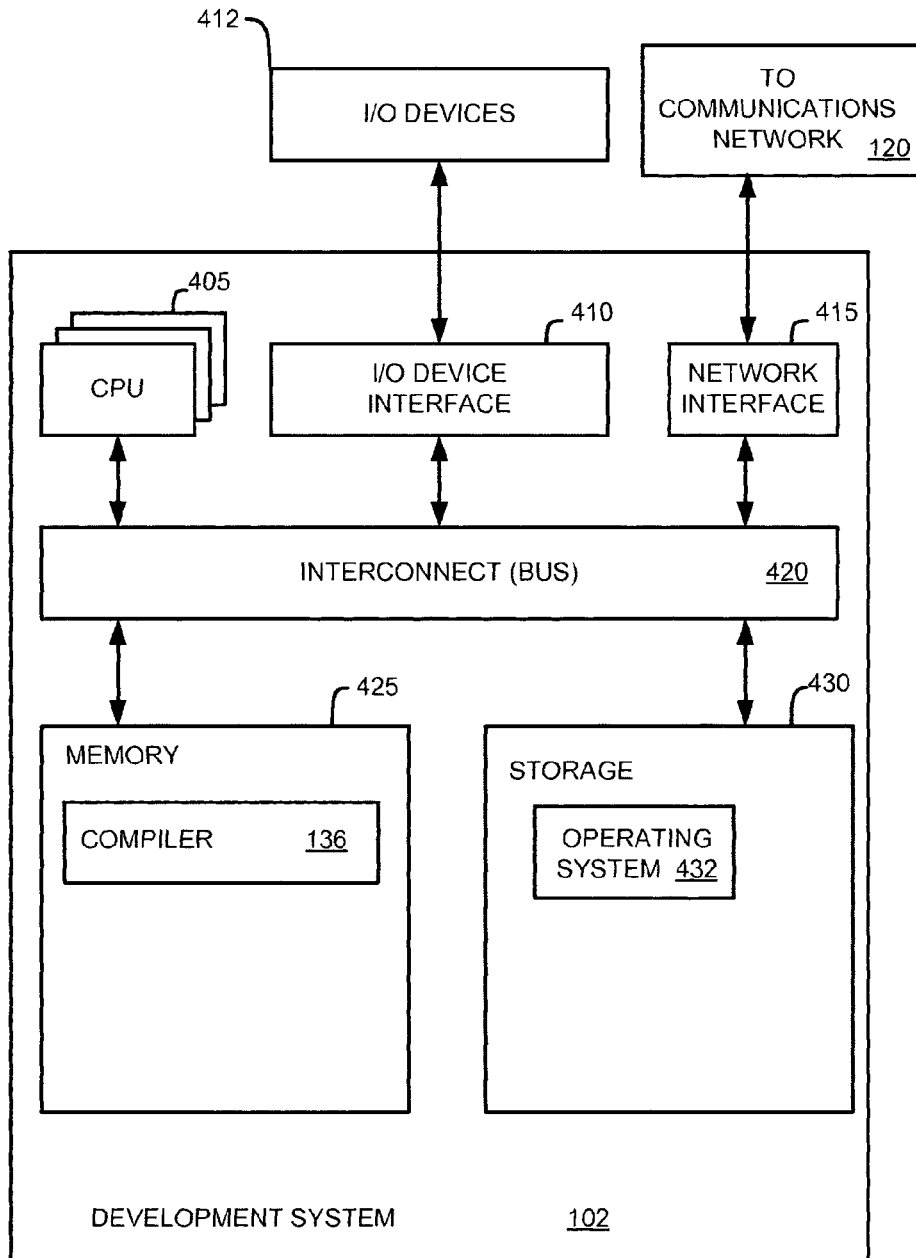 412
I/O DEVICES
TO
COMMUNICATIONS
NETWORK 120
405
CPU
410
I/O DEVICE
INTERFACE
415
NETWORK
INTERFACE
INTERCONNECT (BUS) 420
425
MEMORY
COMPILER 136
430
STORAGE
OPERATING
SYSTEM 432
DEVELOPMENT SYSTEM 102